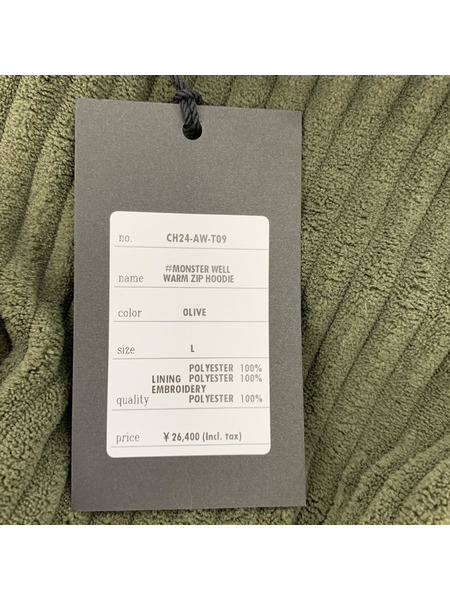 no. CH24-AW-T09
name #MONSTER WELL
WARM ZIP HOODIE
color OLIVE
size L
POLYESTER 100%
LINING POLYESTER 100%
EMBROIDERY
quality POLYESTER 100%
price ¥ 26,400 (Incl. tax)